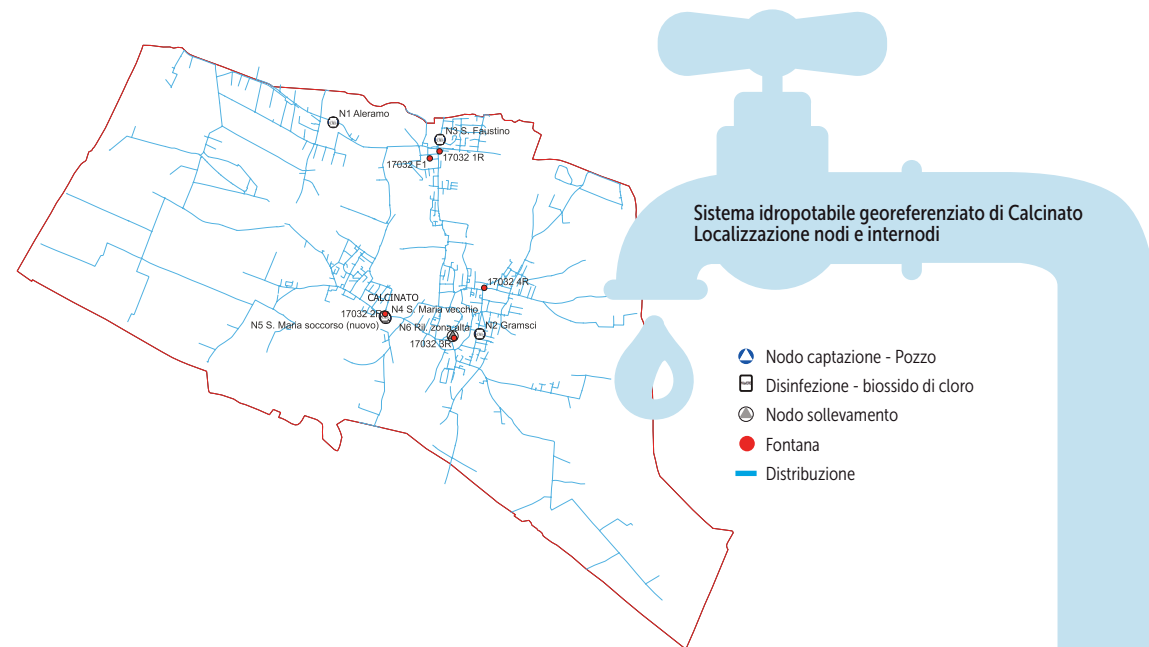 N1 Aleramo
N3 S. Faustino
17032 1R
17032 F1
Sistema idropotabile georeferenziato di Calcinato
Localizzazione nodi e internodi
17032 4R
CALCINATO
N4 S. Maria vecchio
17032 2R
N5 S. Maria soccorso (nuovo)
N6 Ril. zona alta
N2 Gramsci
17032 3R
Nodo captazione - Pozzo
Disinfezione - biossido di cloro
Nodo sollevamento
Fontana
Distribuzione